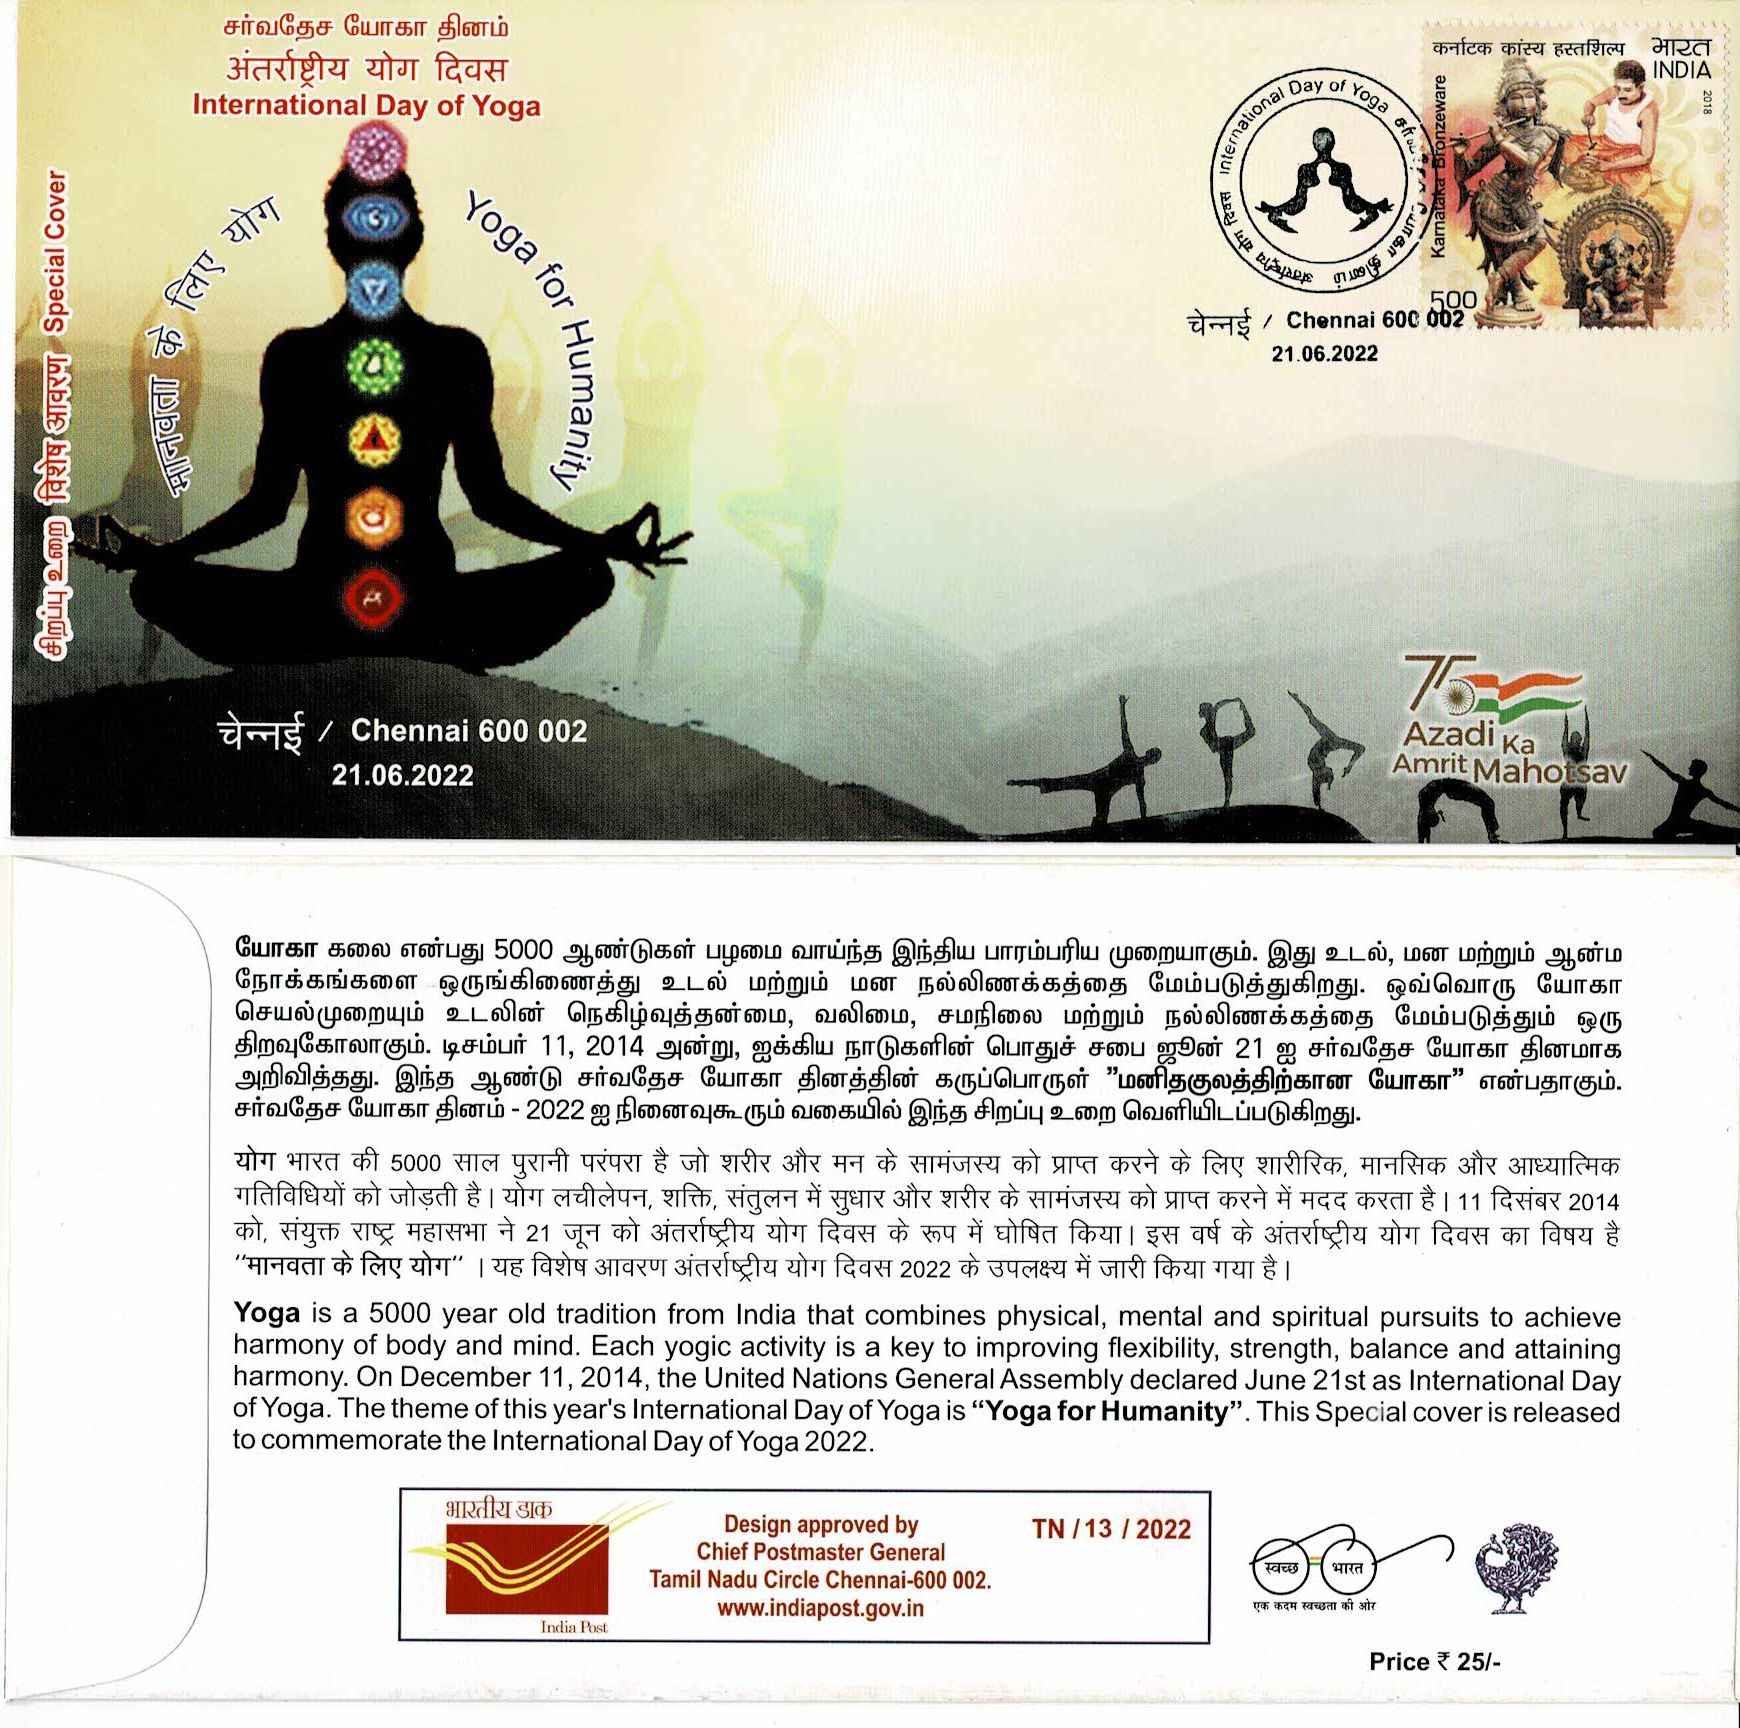 சர்வதேச யோகா தினம்
अंतर्राष्ट्रीय योग दिवस
International Day of Yoga
சிறப்பு உறை विशेष आवरण Special Cover
मानवता के लिए योग
Yoga for Humanity
चेन्नई / Chennai 600 002
21.06.2022
International Day of Yoga சர்வதேச யோகா தினம் अंतर्राष्ट्रीय योग दिवस
चेन्नई / Chennai 600 002
21.06.2022
कर्नाटक कांस्य हस्तशिल्प भारत
INDIA
2018
Karnataka Bronzeware
500
75
Azadi Ka
Amrit Mahotsav
யோகா கலை என்பது 5000 ஆண்டுகள் பழமை வாய்ந்த இந்திய பாரம்பரிய முறையாகும். இது உடல், மன மற்றும் ஆன்ம
நோக்கங்களை ஒருங்கிணைத்து உடல் மற்றும் மன நல்லிணக்கத்தை மேம்படுத்துகிறது. ஒவ்வொரு யோகா
செயல்முறையும் உடலின் நெகிழ்வுத்தன்மை, வலிமை, சமநிலை மற்றும் நல்லிணக்கத்தை மேம்படுத்தும் ஒரு
திறவுகோலாகும். டிசம்பர் 11, 2014 அன்று, ஐக்கிய நாடுகளின் பொதுச் சபை ஜூன் 21 ஐ சர்வதேச யோகா தினமாக
அறிவித்தது. இந்த ஆண்டு சர்வதேச யோகா தினத்தின் கருப்பொருள் ”மனிதகுலத்திற்கான யோகா” என்பதாகும்.
சர்வதேச யோகா தினம் - 2022 ஐ நினைவுகூரும் வகையில் இந்த சிறப்பு உறை வெளியிடப்படுகிறது.
योग भारत की 5000 साल पुरानी परंपरा है जो शरीर और मन के सामंजस्य को प्राप्त करने के लिए शारीरिक, मानसिक और आध्यात्मिक
गतिविधियों को जोड़ती है। योग लचीलेपन, शक्ति, संतुलन में सुधार और शरीर के सामंजस्य को प्राप्त करने में मदद करता है। 11 दिसंबर 2014
को, संयुक्त राष्ट्र महासभा ने 21 जून को अंतर्राष्ट्रीय योग दिवस के रूप में घोषित किया। इस वर्ष के अंतर्राष्ट्रीय योग दिवस का विषय है
“मानवता के लिए योग” । यह विशेष आवरण अंतर्राष्ट्रीय योग दिवस 2022 के उपलक्ष्य में जारी किया गया है।
Yoga is a 5000 year old tradition from India that combines physical, mental and spiritual pursuits to achieve
harmony of body and mind. Each yogic activity is a key to improving flexibility, strength, balance and attaining
harmony. On December 11, 2014, the United Nations General Assembly declared June 21st as International Day
of Yoga. The theme of this year's International Day of Yoga is “Yoga for Humanity”. This Special cover is released
to commemorate the International Day of Yoga 2022.
भारतीय डाक
India Post
Design approved by
Chief Postmaster General
Tamil Nadu Circle Chennai-600 002.
www.indiapost.gov.in
TN / 13 / 2022
स्वच्छ भारत
एक कदम स्वच्छता की ओर
Price ₹ 25/-